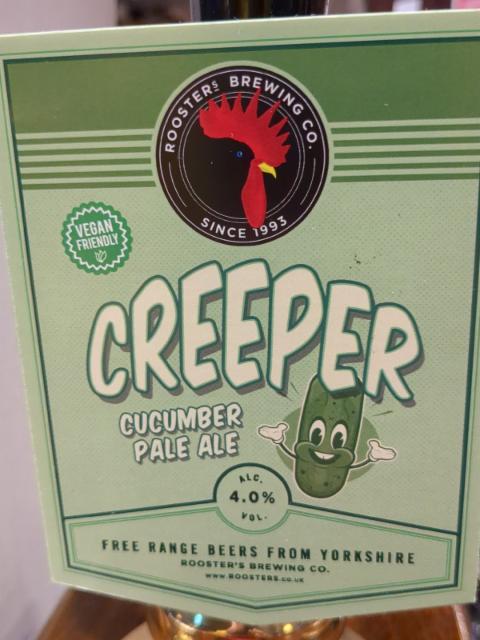 ROOSTERS BREWING CO.
SINCE 1993
VEGAN
FRIENDLY
CREEPER
CUCUMBER
PALE ALE
ALC.
4.0%
VOL.
FREE RANGE BEERS FROM YORKSHIRE
ROOSTER'S BREWING CO.
WWW.ROOSTERS.CO.UK